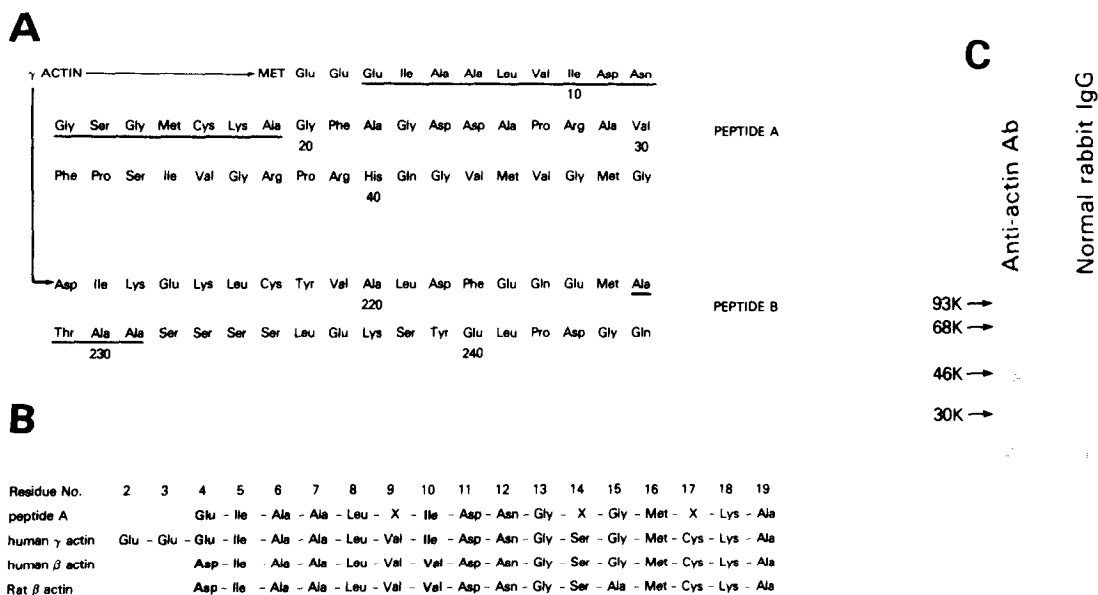 A
γ ACTIN MET Glu Glu Glu Ile Ala Ala Leu Val Ile Asp Asn
10
Gly Ser Gly Met Cys Lys Ala Gly Phe Ala Gly Asp Asp Ala Pro Arg Ala Val
PEPTIDE A
20 30
Phe Pro Ser Ile Val Gly Arg Pro Arg His Gln Gly Val Met Val Gly Met Gly
40
Asp Ile Lys Glu Lys Leu Cys Tyr Val Ala Leu Asp Phe Glu Gln Glu Met Ala
220
PEPTIDE B
Thr Ala Ala Ser Ser Ser Ser Leu Glu Lys Ser Tyr Glu Leu Pro Asp Gly Gln
230 240
B
Residue No. 2 3 4 5 6 7 8 9 10 11 12 13 14 15 16 17 18 19
peptide A Glu - Ile - Ala - Ala - Leu - X - Ile - Asp - Asn - Gly - X - Gly - Met - X - Lys - Ala
human γ actin Glu - Glu - Glu - Ile - Ala - Ala - Leu - Val - Ile - Asp - Asn - Gly - Ser - Gly - Met - Cys - Lys - Ala
human β actin Asp - Ile - Ala - Ala - Leu - Val - Val - Asp - Asn - Gly - Ser - Gly - Met - Cys - Lys - Ala
Rat β actin Asp - Ile - Ala - Ala - Leu - Val - Val - Asp - Asn - Gly - Ser - Ala - Met - Cys - Lys - Ala
C
Anti-actin Ab
Normal rabbit IgG
93K
68K
46K
30K